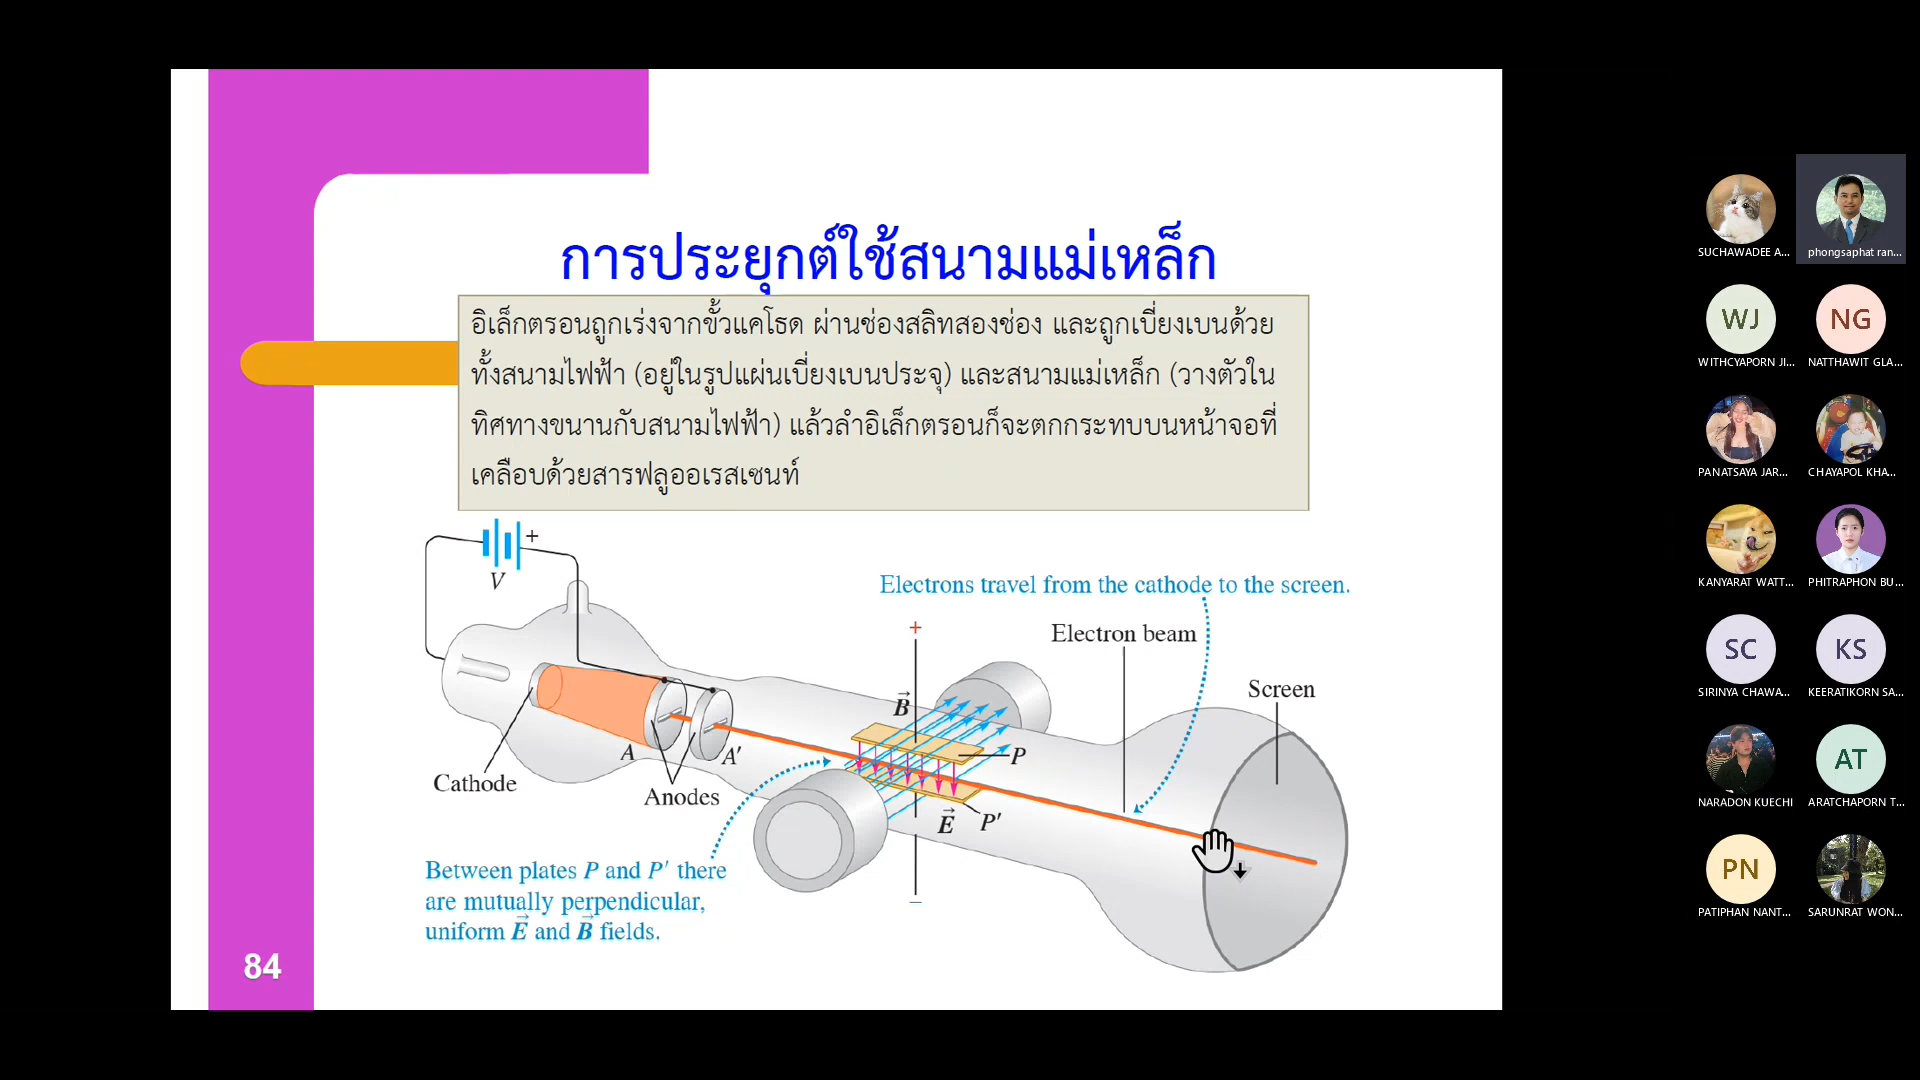 การประยุกต์ใช้สนามแม่เหล็ก
อิเล็กตรอนถูกเร่งจากขั้วแคโธด ผ่านช่องสลิทสองช่อง และถูกเบี่ยงเบนด้วย
ทั้งสนามไฟฟ้า (อยู่ในรูปแผ่นเบี่ยงเบนประจุ) และสนามแม่เหล็ก (วางตัวใน
ทิศทางขนานกับสนามไฟฟ้า) แล้วลำอิเล็กตรอนก็จะตกกระทบบนหน้าจอที่
เคลือบด้วยสารฟลูออเรสเซนท์
+
V
Electrons travel from the cathode to the screen.
+
Electron beam
Screen
B
P
A
A'
Cathode
Anodes
E
P'
Between plates P and P' there
are mutually perpendicular,
uniform E and B fields.
−
84
SUCHAWADEE A...
phongsaphat ran...
WJ
NG
WITHCYAPORN JI...
NATTHAWIT GLA...
PANATSAYA JAR...
CHAYAPOL KHA...
KANYARAT WATT...
PHITRAPHON BU...
SC
KS
SIRINYA CHAWA...
KEERATIKORN SA...
AT
NARADON KUECHI
ARATCHAPORN T...
PN
PATIPHAN NANT...
SARUNRAT WON...